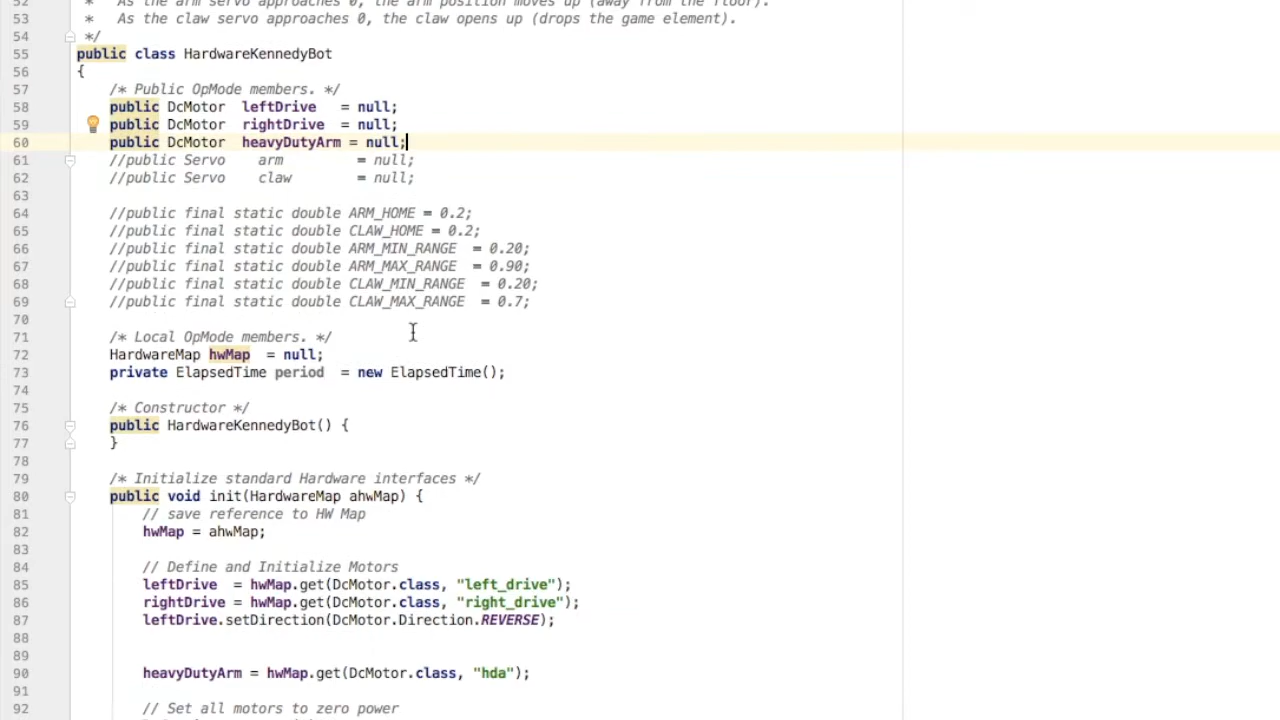 52 * As the arm servo approaches 0, the arm position moves up (away from the floor).
53 * As the claw servo approaches 0, the claw opens up (drops the game element).
54 */
55 public class HardwareKennedyBot
56 {
57 /* Public OpMode members. */
58 public DcMotor leftDrive = null;
59 public DcMotor rightDrive = null;
60 public DcMotor heavyDutyArm = null;
61 //public Servo arm = null;
62 //public Servo claw = null;
63
64 //public final static double ARM_HOME = 0.2;
65 //public final static double CLAW_HOME = 0.2;
66 //public final static double ARM_MIN_RANGE = 0.20;
67 //public final static double ARM_MAX_RANGE = 0.90;
68 //public final static double CLAW_MIN_RANGE = 0.20;
69 //public final static double CLAW_MAX_RANGE = 0.7;
70
71 /* Local OpMode members. */
72 HardwareMap hwMap = null;
73 private ElapsedTime period = new ElapsedTime();
74
75 /* Constructor */
76 public HardwareKennedyBot() {
77 }
78
79 /* Initialize standard Hardware interfaces */
80 public void init(HardwareMap ahwMap) {
81 // save reference to HW Map
82 hwMap = ahwMap;
83
84 // Define and Initialize Motors
85 leftDrive = hwMap.get(DcMotor.class, "left_drive");
86 rightDrive = hwMap.get(DcMotor.class, "right_drive");
87 leftDrive.setDirection(DcMotor.Direction.REVERSE);
88
89
90 heavyDutyArm = hwMap.get(DcMotor.class, "hda");
91
92 // Set all motors to zero power